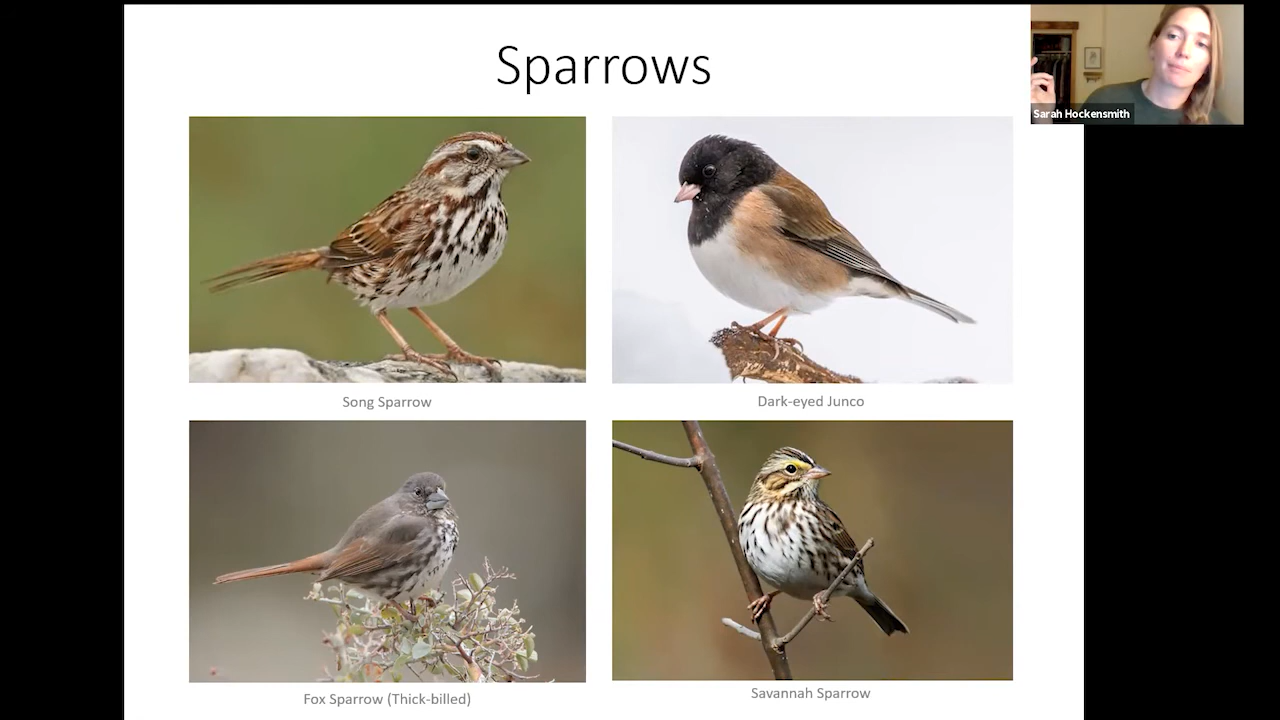 Sparrows
Sarah Hockensmith
Song Sparrow
Dark-eyed Junco
Fox Sparrow (Thick-billed)
Savannah Sparrow